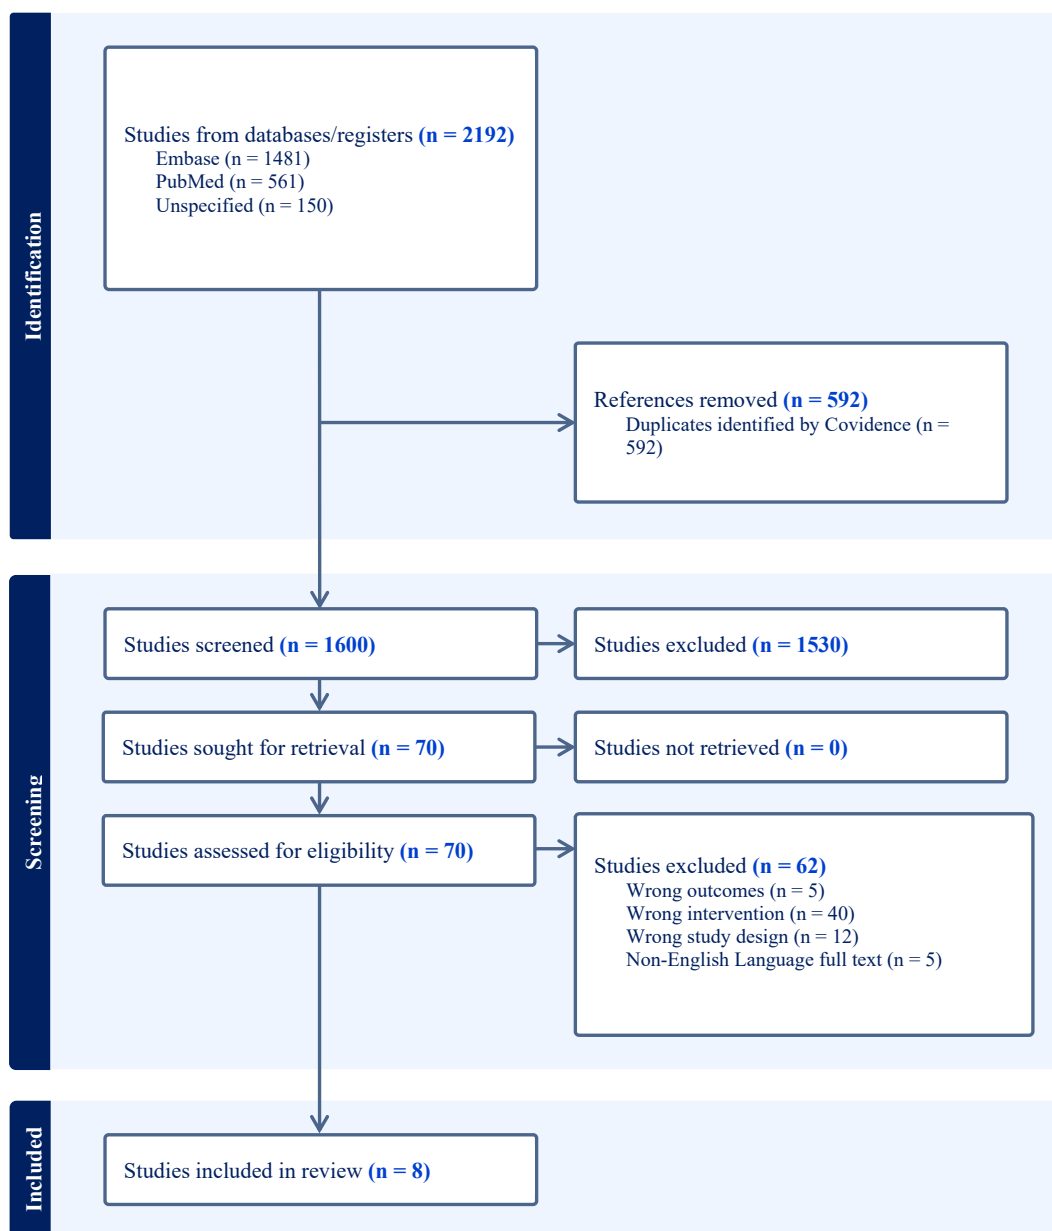 Identification
Studies from databases/registers (n = 2192)
Embase (n = 1481)
PubMed (n = 561)
Unspecified (n = 150)
References removed (n = 592)
Duplicates identified by Covidence (n =
592)
Screening
Studies screened (n = 1600)
Studies excluded (n = 1530)
Studies sought for retrieval (n = 70)
Studies not retrieved (n = 0)
Studies assessed for eligibility (n = 70)
Studies excluded (n = 62)
Wrong outcomes (n = 5)
Wrong intervention (n = 40)
Wrong study design (n = 12)
Non-English Language full text (n = 5)
Included
Studies included in review (n = 8)